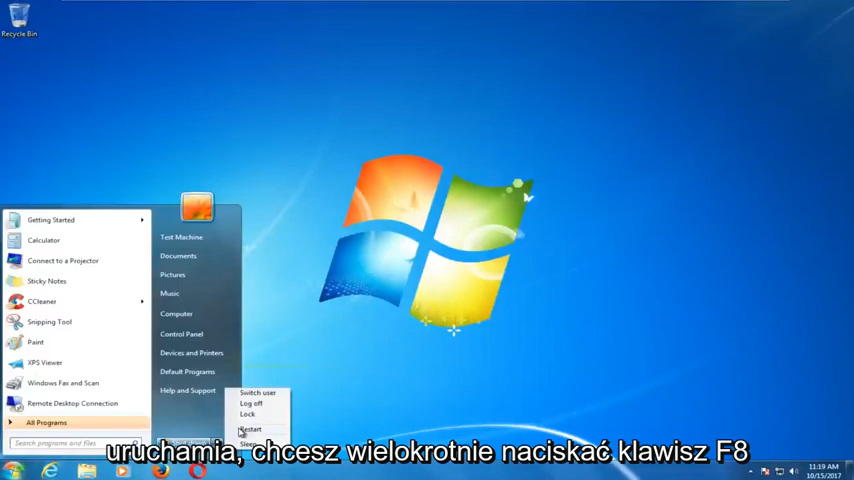 Recycle Bin
Getting Started
Calculator
Connect to a Projector
Sticky Notes
CCleaner
Snipping Tool
Paint
XPS Viewer
Windows Fax and Scan
Remote Desktop Connection
All Programs
Search programs and files
Test Machine
Documents
Pictures
Music
Computer
Control Panel
Devices and Printers
Default Programs
Help and Support
Switch user
Log off
Lock
Restart
Sleep
uruchamia, chcesz wielokrotnie naciskać klawisz F8
11:19 AM
10/15/2017